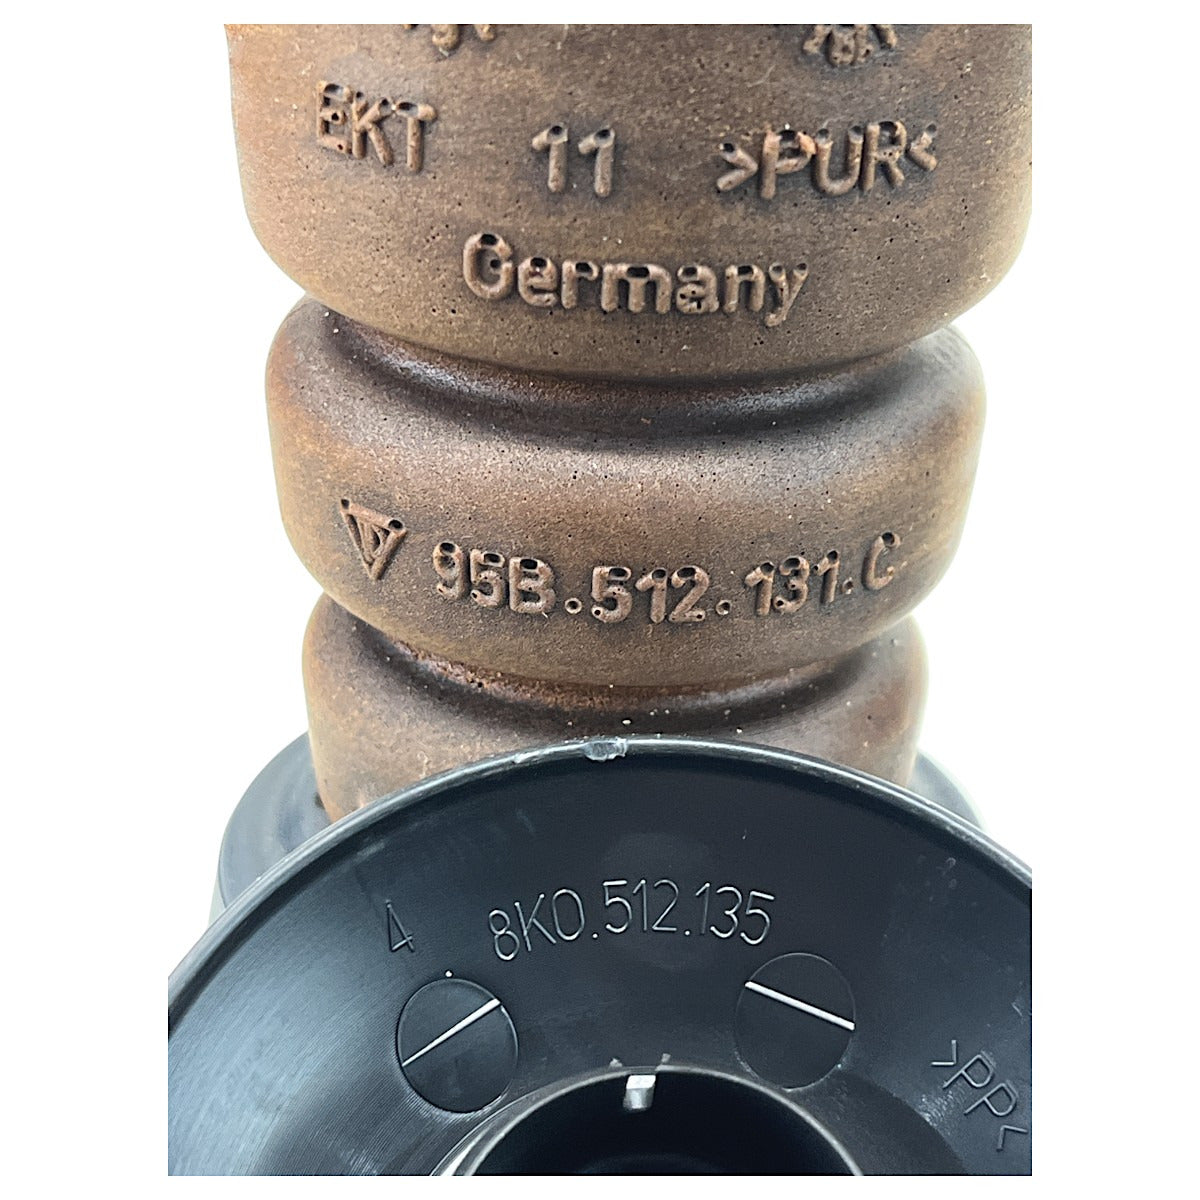 EKT 11 >PUR<
Germany
95B.512.131.C
4 8K0.512.135
>PP<